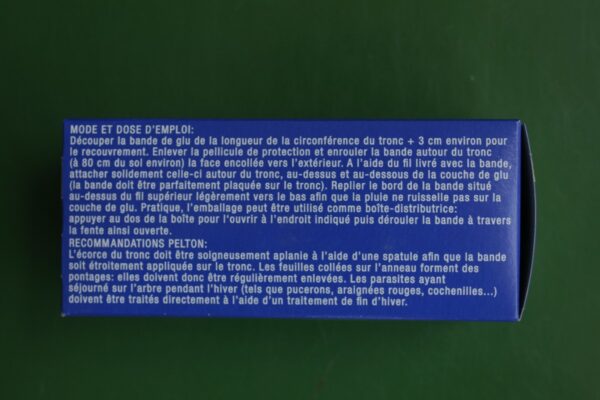 MODE ET DOSE D'EMPLOI:
Découper la bande de glu de la longueur de la circonférence du tronc + 3 cm environ pour
le recouvrement. Enlever la pellicule de protection et enrouler la bande autour du tronc
(à 80 cm du sol environ) la face encollée vers l'extérieur. A l'aide du fil livré avec la bande,
attacher solidement celle-ci autour du tronc, au-dessus et au-dessous de la couche de glu
(la bande doit être parfaitement plaquée sur le tronc). Replier le bord de la bande situé
au-dessus du fil supérieur légèrement vers le bas afin que la pluie ne ruisselle pas sur la
couche de glu. Pratique, l'emballage peut être utilisé comme boîte-distributrice:
appuyer au dos de la boîte pour l'ouvrir à l'endroit indiqué puis dérouler la bande à travers
la fente ainsi ouverte.
RECOMMANDATIONS PELTON:
L'écorce du tronc doit être soigneusement aplanie à l'aide d'une spatule afin que la bande
soit étroitement appliquée sur le tronc. Les feuilles collées sur l'anneau forment des
pontages: elles doivent donc être régulièrement enlevées. Les parasites ayant
séjourné sur l'arbre pendant l'hiver (tels que pucerons, araignées rouges, cochenilles...)
doivent être traités directement à l'aide d'un traitement de fin d'hiver.